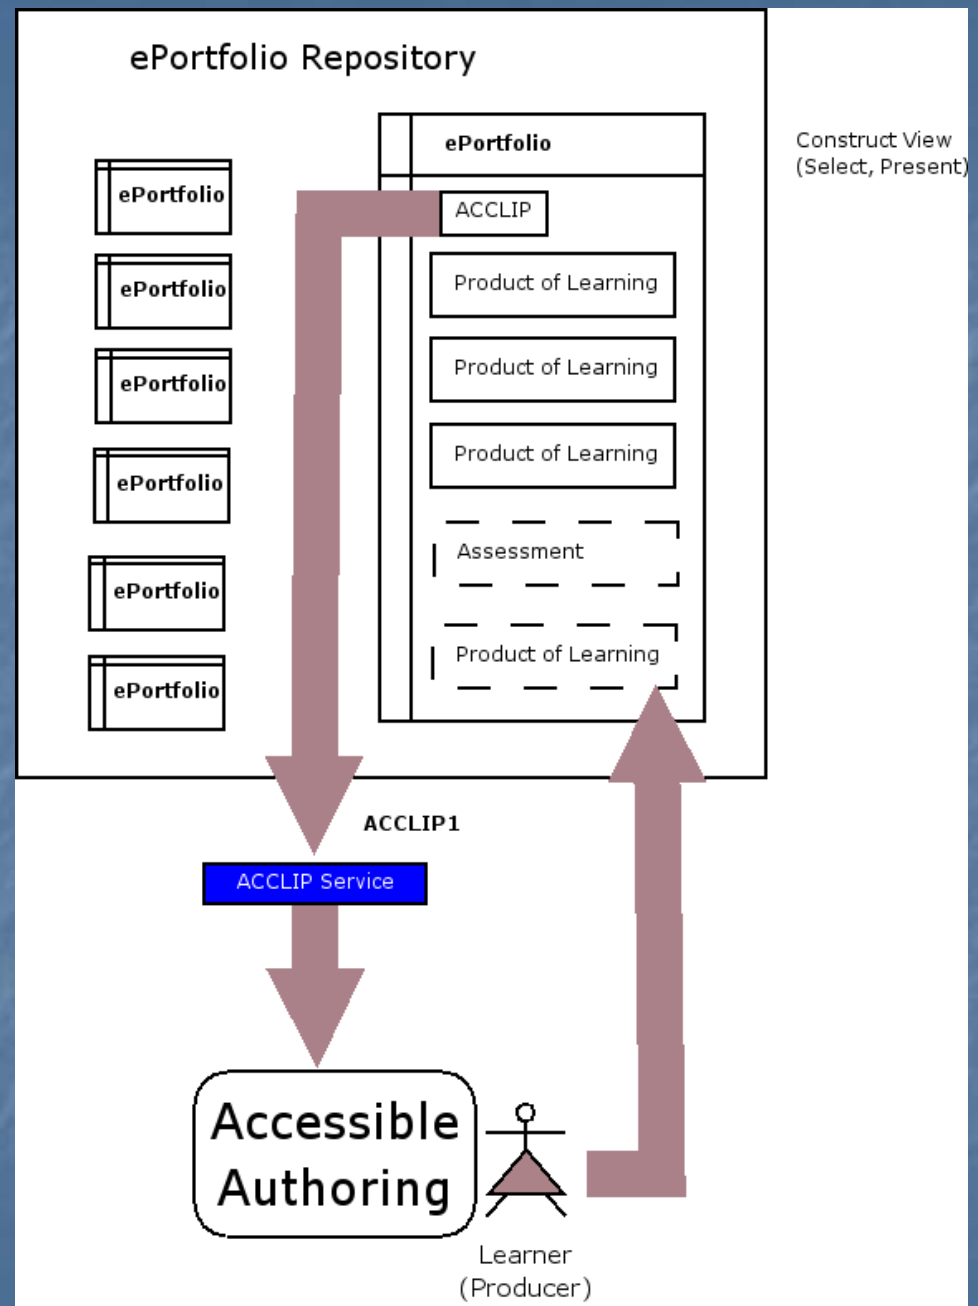 ePortfolio Repository
ePortfolio
ePortfolio
ePortfolio
ePortfolio
ePortfolio
ePortfolio
ePortfolio
ACCLIP
Product of Learning
Product of Learning
Product of Learning
Assessment
Product of Learning
Construct View
(Select, Present)
ACCLIP1
ACCLIP Service
Accessible
Authoring
Learner
(Producer)